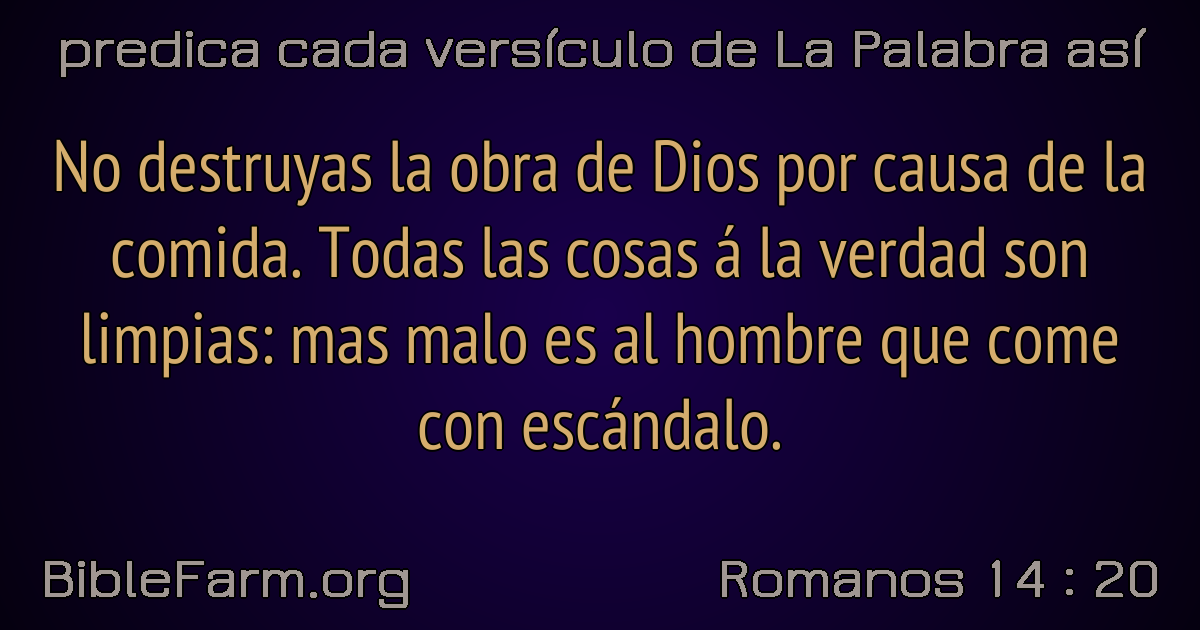 predica cada versículo de La Palabra así
No destruyas la obra de Dios por causa de la
comida. Todas las cosas á la verdad son
limpias: mas malo es al hombre que come
con escándalo.
BibleFarm.org
Romanos 14 : 20